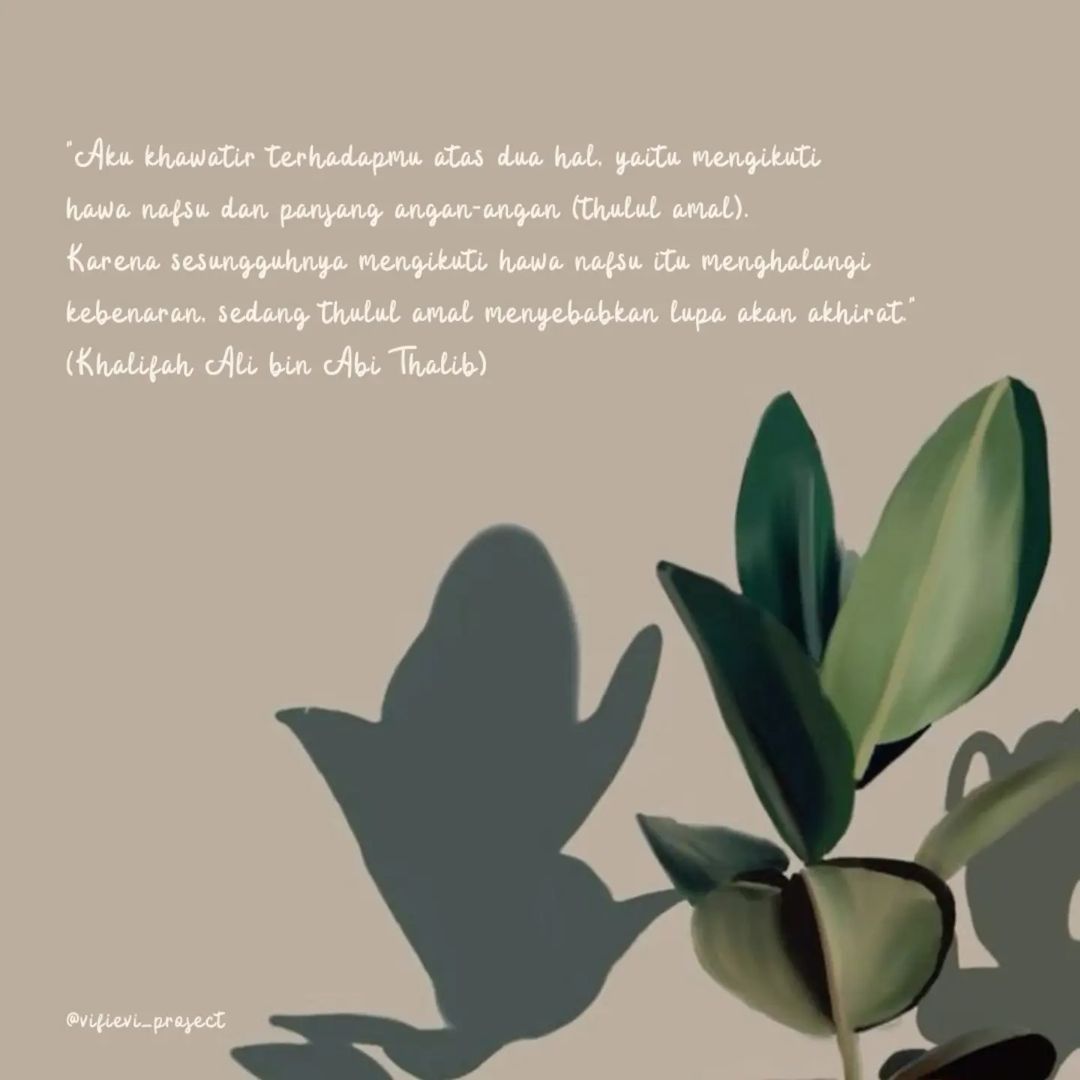 "Aku khawatir terhadapmu atas dua hal, yaitu mengikuti
hawa nafsu dan panjang angan-angan (thulul amal).
Karena sesungguhnya mengikuti hawa nafsu itu menghalangi
kebenaran, sedang thulul amal menyebabkan lupa akan akhirat."
(Khalifah Ali bin Abi Thalib)
@vifievi_project